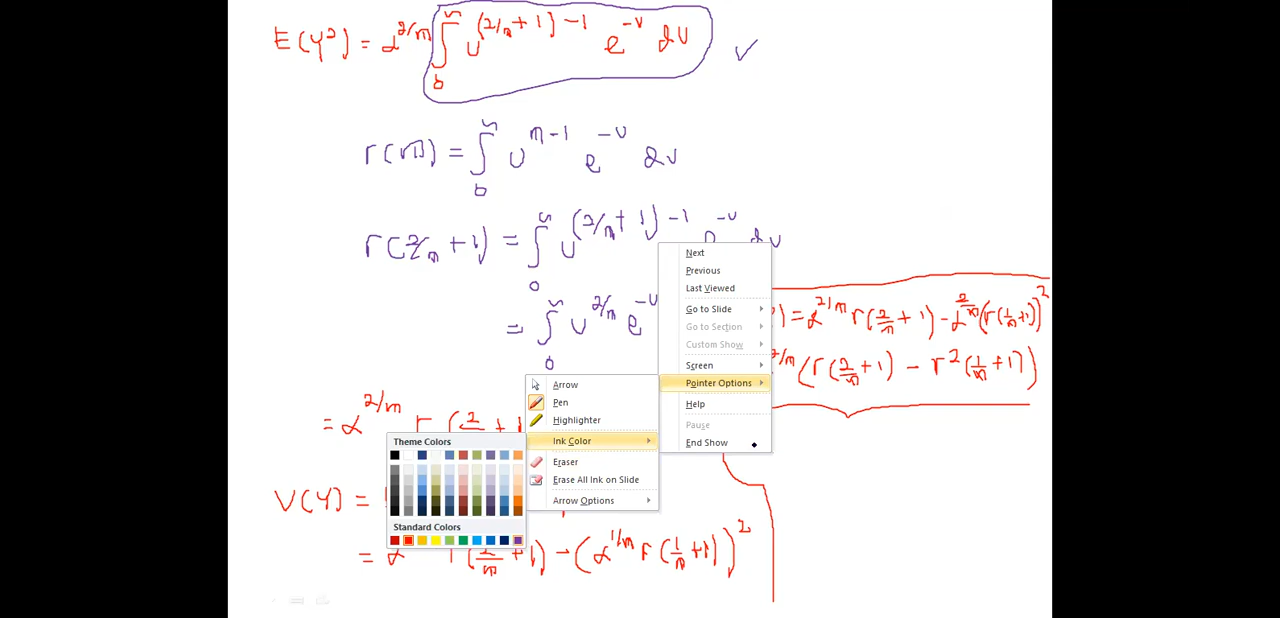 E(Y²) = α^{2/m} ∫₀^∞ u^{(2/m + 1) - 1} e^{-u} du ✓
Γ(m) = ∫₀^∞ u^{m-1} e^{-u} du
Γ(2/m + 1) = ∫₀^∞ u^{(2/m + 1) - 1} e^{-u} du
= ∫₀^∞ u^{2/m} e^{-u}
) = α^{2/m} Γ(2/m + 1) - α^{2/m} (Γ(1/m + 1))²
^{2/m} (Γ(2/m + 1) - Γ²(1/m + 1))
= α^{2/m} Γ (2/m + 1
V(Y) =
= α Γ(2/m + 1) - (α^{1/m} Γ(1/m + 1))²
Next
Previous
Last Viewed
Go to Slide
Go to Section
Custom Show
Screen
Pointer Options
Help
Pause
End Show
Arrow
Pen
Highlighter
Ink Color
Eraser
Erase All Ink on Slide
Arrow Options
Theme Colors
Standard Colors